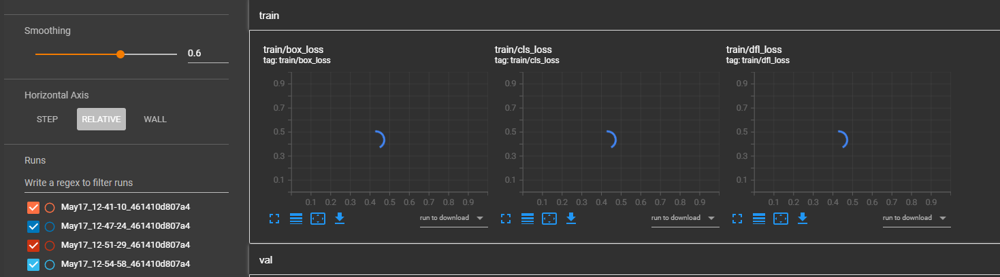 Smoothing
0.6
Horizontal Axis
STEP RELATIVE WALL
Runs
Write a regex to filter runs
May17_12-41-10_461410d807a4
May17_12-47-24_461410d807a4
May17_12-51-29_461410d807a4
May17_12-54-58_461410d807a4
train
train/box_loss
tag: train/box_loss
0.9
0.7
0.5
0.3
0.1
0.1 0.2 0.3 0.4 0.5 0.6 0.7 0.8 0.9
run to download
train/cls_loss
tag: train/cls_loss
0.9
0.7
0.5
0.3
0.1
0.1 0.2 0.3 0.4 0.5 0.6 0.7 0.8 0.9
run to download
train/dfl_loss
tag: train/dfl_loss
0.9
0.7
0.5
0.3
0.1
0.1 0.2 0.3 0.4 0.5 0.6 0.7 0.8 0.9
run to download
val